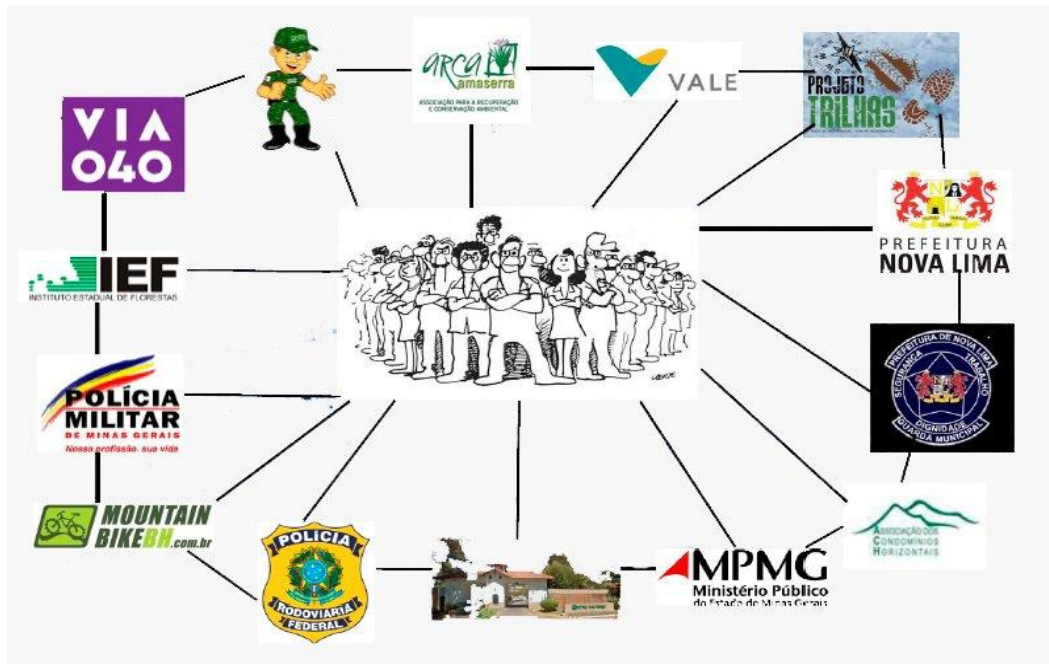 arca
amaserra
ASSOCIAÇÃO PARA A RECUPERAÇÃO
E CONSERVAÇÃO AMBIENTAL
VALE
PROJETO
TRILHAS
VIA
040
N L
PREFEITURA
NOVA LIMA
IEF
INSTITUTO ESTADUAL DE FLORESTAS
PREFEITURA DE NOVA LIMA
SEGURANÇA
TRABALHO
DIGNIDADE
GUARDA MUNICIPAL
POLÍCIA
MILITAR
DE MINAS GERAIS
Nossa profissão, sua vida
MOUNTAIN
BIKEBH.com.br
ASSOCIAÇÃO DOS
CONDOMÍNIOS
HORIZONTAIS
POLÍCIA
RODOVIARIA
FEDERAL
MPMG
Ministério Público
do Estado de Minas Gerais